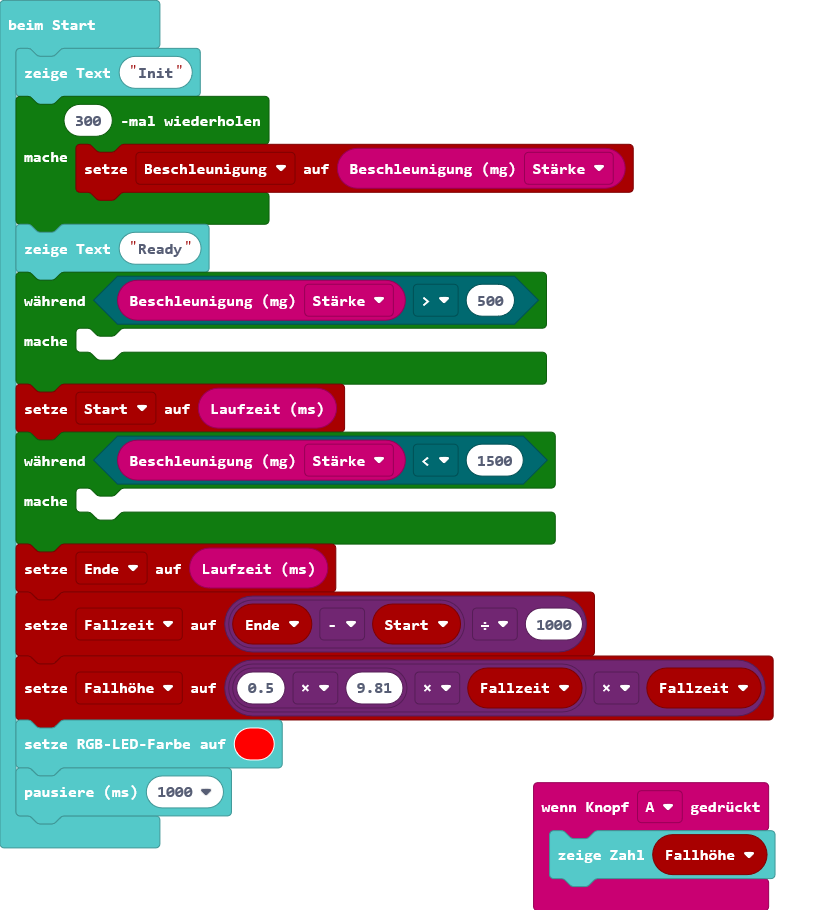 beim Start
zeige Text "Init"
300 -mal wiederholen
mache
setze Beschleunigung auf Beschleunigung (mg) Stärke
zeige Text "Ready"
während Beschleunigung (mg) Stärke > 500
mache
setze Start auf Laufzeit (ms)
während Beschleunigung (mg) Stärke < 1500
mache
setze Ende auf Laufzeit (ms)
setze Fallzeit auf Ende - Start ÷ 1000
setze Fallhöhe auf 0.5 × 9.81 × Fallzeit × Fallzeit
setze RGB-LED-Farbe auf
pausiere (ms) 1000
wenn Knopf A gedrückt
zeige Zahl Fallhöhe